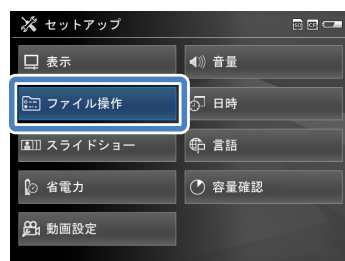 セットアップ
表示
音量
ファイル操作
日時
スライドショー
言語
省電力
容量確認
動画設定